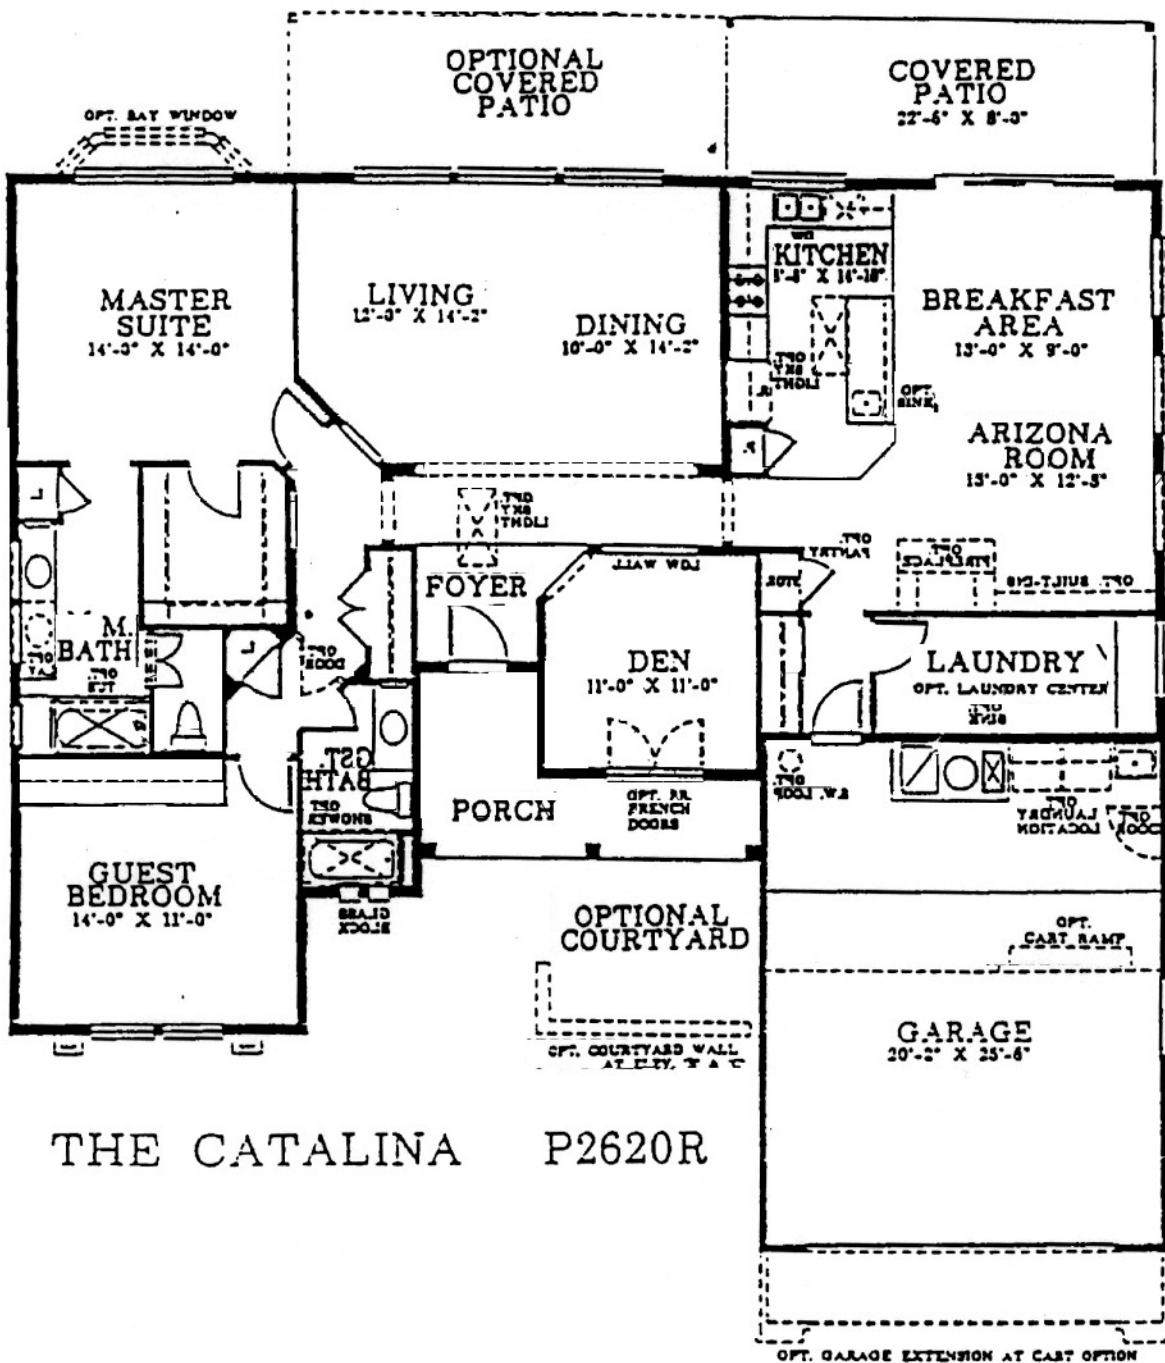 OPTIONAL
COVERED
PATIO
COVERED
PATIO
22'-6" X 8'-0"
OPT. BAY WINDOW
MASTER
SUITE
14'-0" X 14'-0"
LIVING
12'-0" X 14'-2"
DINING
10'-0" X 14'-2"
DW
KITCHEN
OPT
SKY
LIGHT
OPT.
SINK
BREAKFAST
AREA
13'-0" X 9'-0"
ARIZONA
ROOM
15'-0" X 12'-5"
R.
P.
L
OPT.
SKY
LIGHT
FOYER
LOW WALL
OPT.
PANTRY
OPT.
FIREPLACE
OPT. BUILT-INS
M.
BATH
OPT.
TUB
L
OPT
DOOR
DEN
11'-0" X 11'-0"
LAUNDRY
OPT. LAUNDRY CENTER
OPT.
SINK
GST.
BATH
OPT
SHOWER
PORCH
OPT. PR.
FRENCH
DOORS
S.W. LOOP
OPT
LAUNDRY
LOCATION
OPT
DOOR
GUEST
BEDROOM
14'-0" X 11'-0"
GLASS
BLOCK
OPTIONAL
COURTYARD
OPT.
CART RAMP
GARAGE
20'-2" X 25'-6"
OPT. COURTYARD WALL
THE CATALINA P2620R
OPT. GARAGE EXTENSION AT CART OPTION